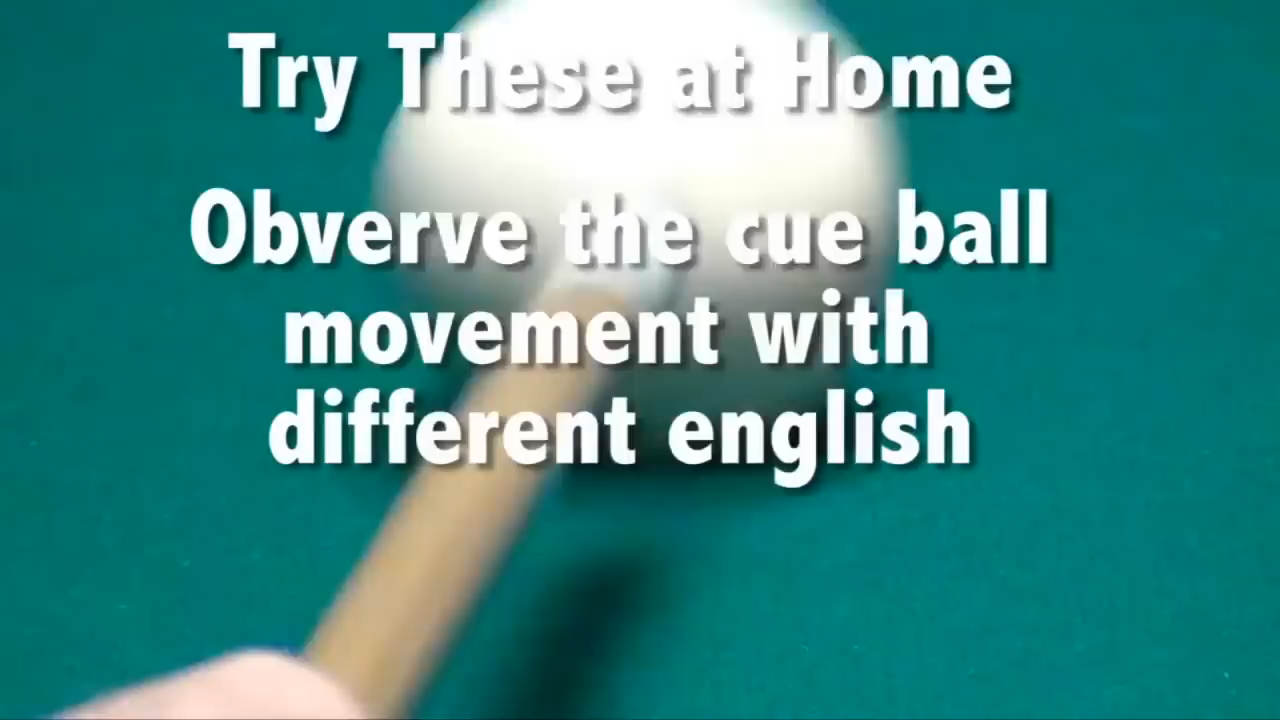 Try These at Home
Obverve the cue ball
movement with
different english